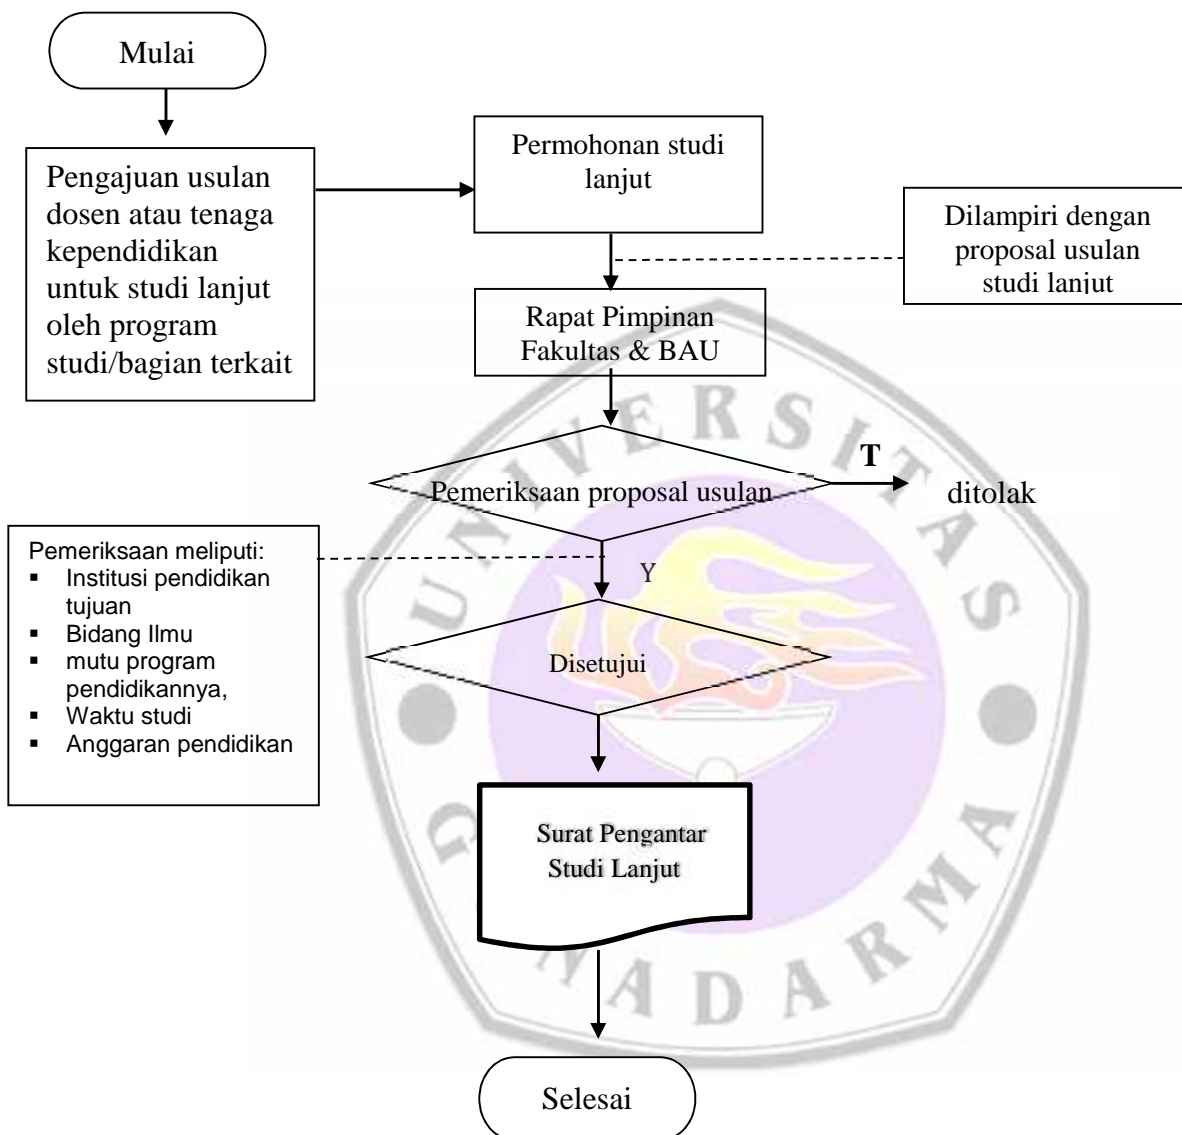 Mulai
Pengajuan usulan
dosen atau tenaga
kependidikan
untuk studi lanjut
oleh program
studi/bagian terkait
Permohonan studi
lanjut
Dilampiri dengan
proposal usulan
studi lanjut
Rapat Pimpinan
Fakultas & BAU
Pemeriksaan proposal usulan
T
ditolak
Pemeriksaan meliputi:
▪ Institusi pendidikan
tujuan
▪ Bidang Ilmu
▪ mutu program
pendidikannya,
▪ Waktu studi
▪ Anggaran pendidikan
Y
Disetujui
Surat Pengantar
Studi Lanjut
Selesai
UNIVERSITAS
G NADARMA